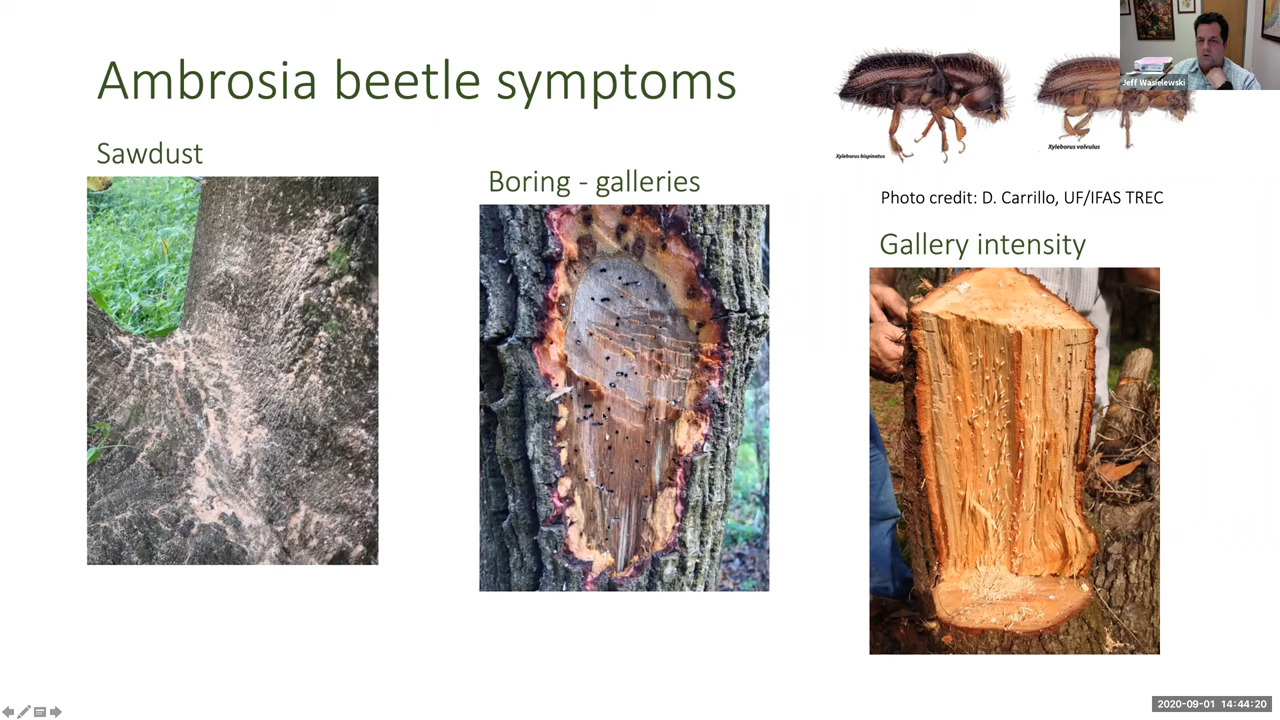 Ambrosia beetle symptoms
Jeff Wasielewski
Xyleborus bispinatus
Xyleborus volvulus
Sawdust
Boring - galleries
Photo credit: D. Carrillo, UF/IFAS TREC
Gallery intensity
2020-09-01 14:44:20